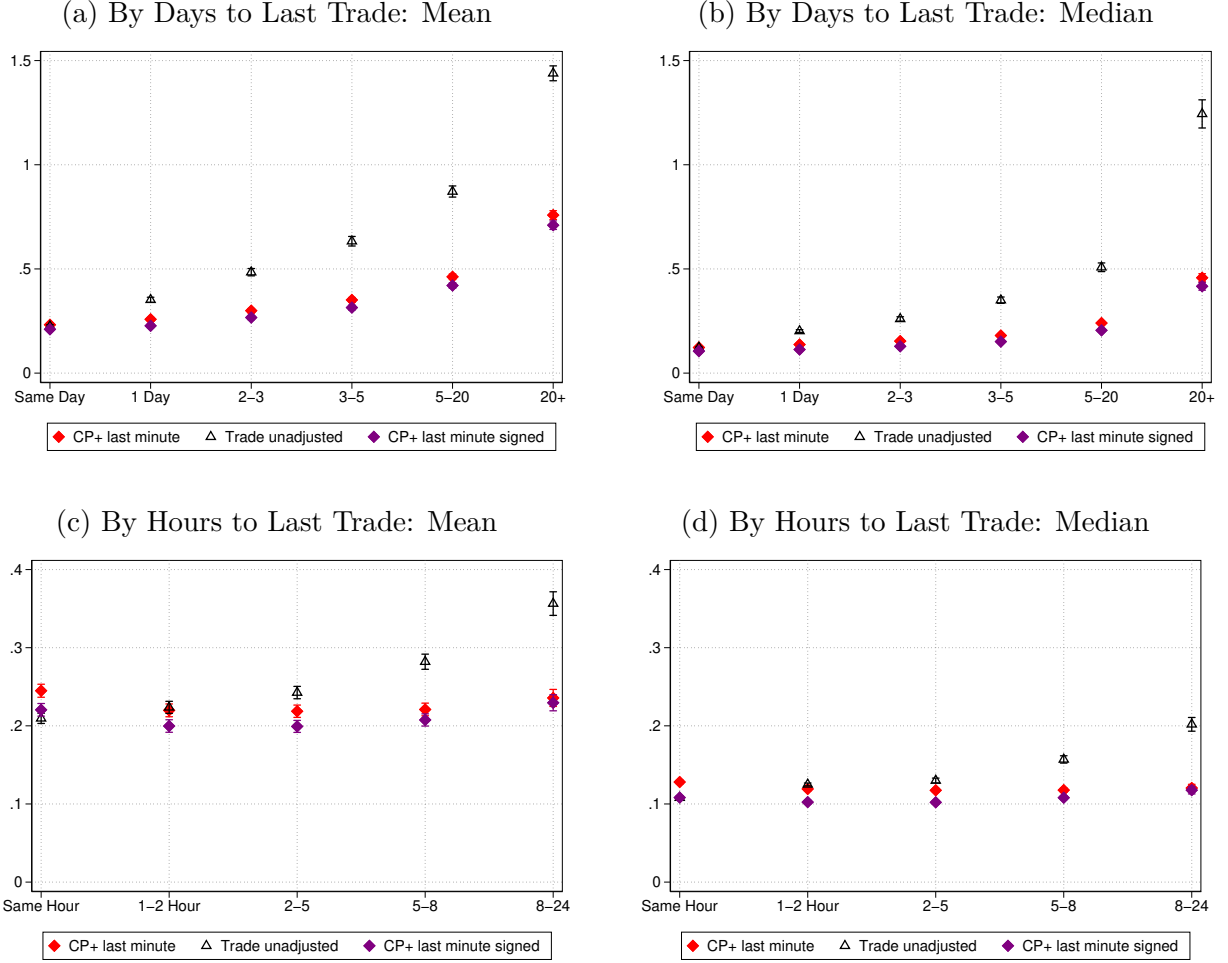 (a) By Days to Last Trade: Mean
1.5
1
.5
0
Same Day 1 Day 2–3 3–5 5–20 20+
CP+ last minute Trade unadjusted CP+ last minute signed
(b) By Days to Last Trade: Median
1.5
1
.5
0
Same Day 1 Day 2–3 3–5 5–20 20+
CP+ last minute Trade unadjusted CP+ last minute signed
(c) By Hours to Last Trade: Mean
.4
.3
.2
.1
0
Same Hour 1–2 Hour 2–5 5–8 8–24
CP+ last minute Trade unadjusted CP+ last minute signed
(d) By Hours to Last Trade: Median
.4
.3
.2
.1
0
Same Hour 1–2 Hour 2–5 5–8 8–24
CP+ last minute Trade unadjusted CP+ last minute signed